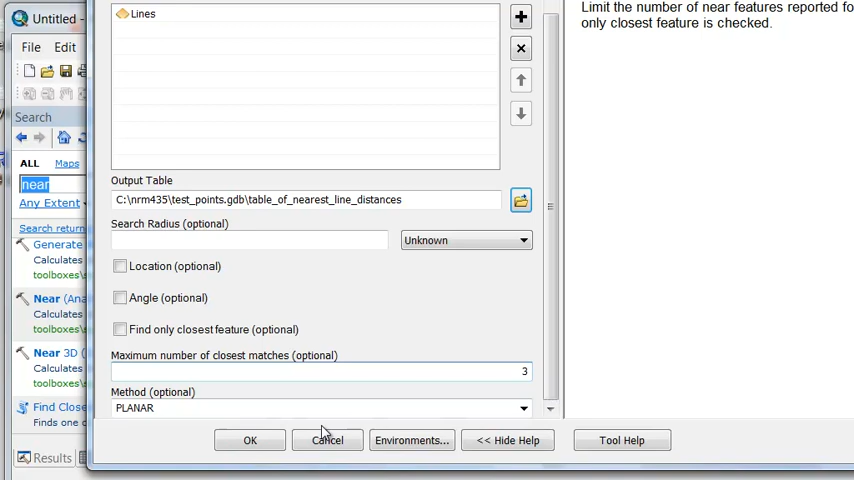 Untitled -
File Edit
Search
ALL Maps
near
Any Extent
Search return
Generate
Calculates
toolboxes\s
Near (Ana
Calculates
toolboxes\s
Near 3D (T
Calculates
toolboxes\s
Find Close
Finds one c
Results
Lines
Output Table
C:\nrm435\test_points.gdb\table_of_nearest_line_distances
Search Radius (optional)
Unknown
Location (optional)
Angle (optional)
Find only closest feature (optional)
Maximum number of closest matches (optional)
3
Method (optional)
PLANAR
OK Cancel Environments... << Hide Help Tool Help
Limit the number of near features reported fo
only closest feature is checked.